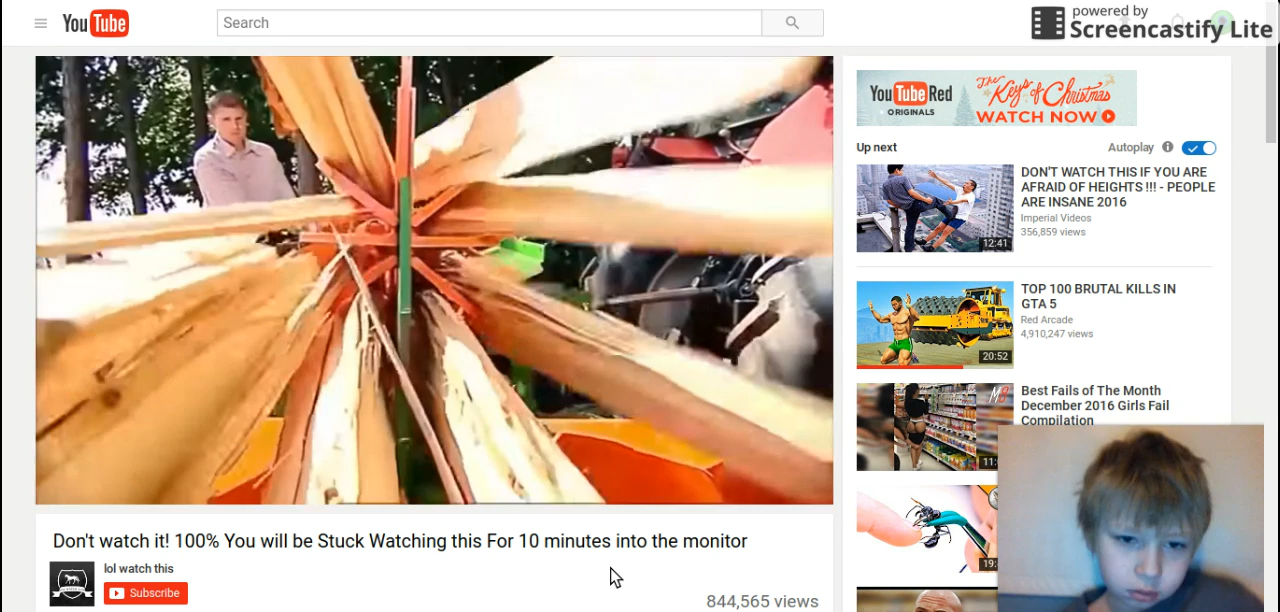 YouTube
Search
powered by
Screencastify Lite
YouTube Red
ORIGINALS
The Keys of Christmas
WATCH NOW
Up next
Autoplay
DON'T WATCH THIS IF YOU ARE
AFRAID OF HEIGHTS !!! - PEOPLE
ARE INSANE 2016
Imperial Videos
356,859 views
12:41
TOP 100 BRUTAL KILLS IN
GTA 5
Red Arcade
4,910,247 views
20:52
Best Fails of The Month
December 2016 Girls Fail
Compilation
11:
19:
Don't watch it! 100% You will be Stuck Watching this For 10 minutes into the monitor
lol watch this
Subscribe
844,565 views